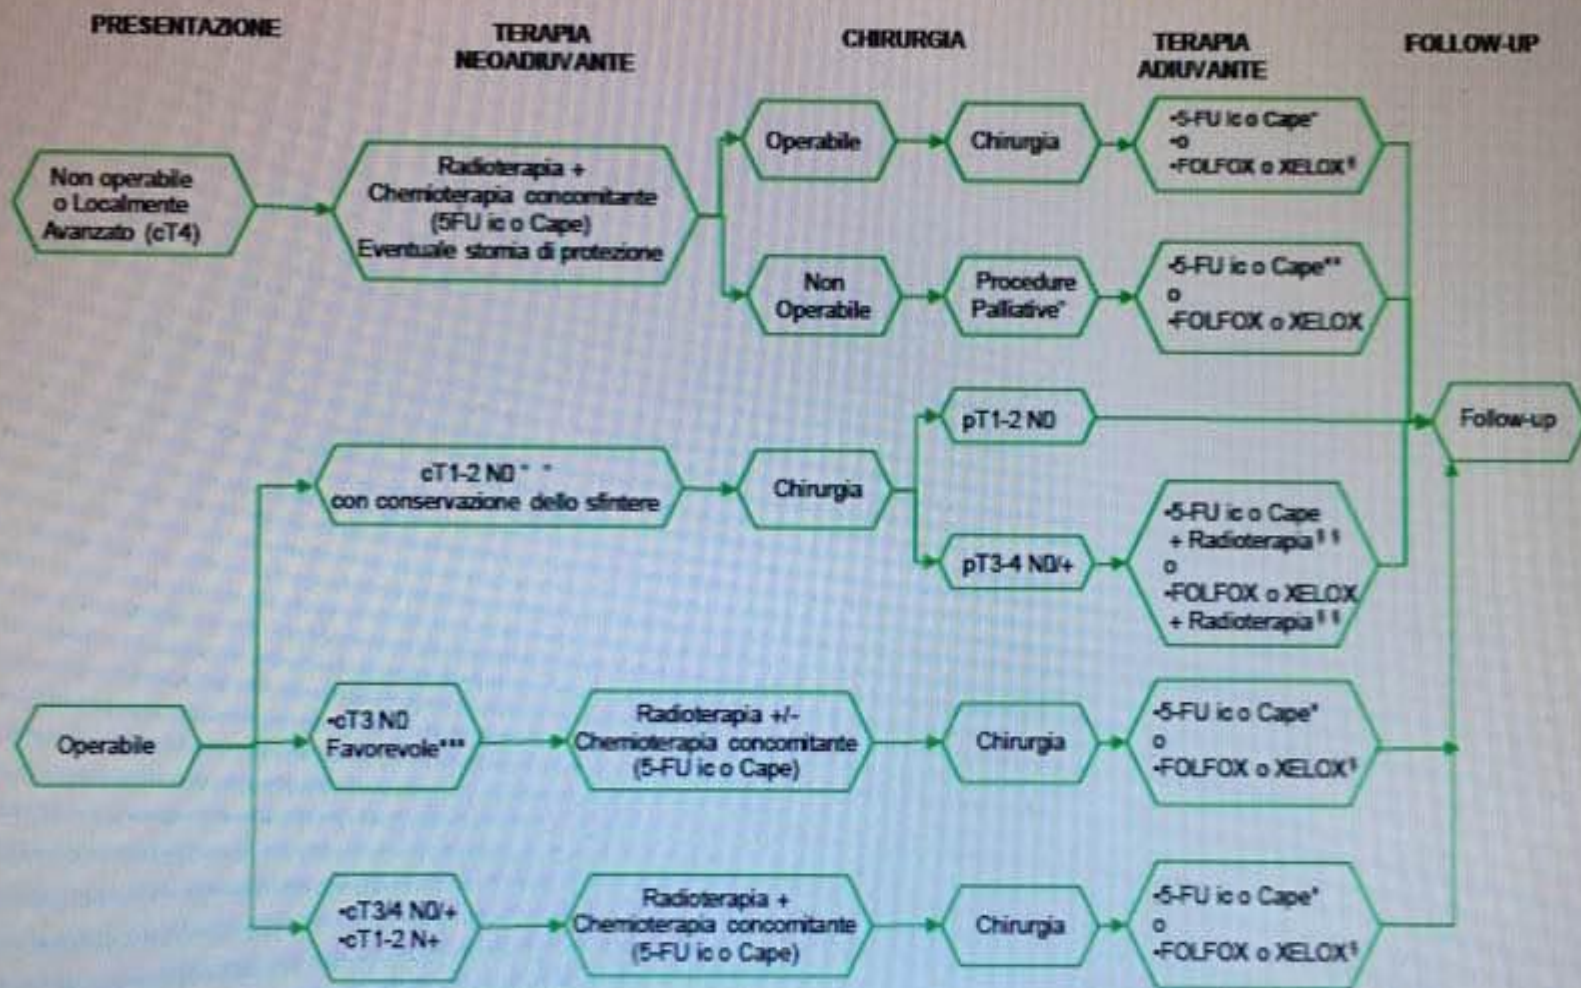 PRESENTAZIONE
TERAPIA
NEOADIUVANTE
CHIRURGIA
TERAPIA
ADIUVANTE
FOLLOW-UP
Non operabile
o Localmente
Avanzato (cT4)
Radioterapia +
Chemioterapia concomitante
(5FU ic o Cape)
Eventuale stomia di protezione
Operabile
Chirurgia
-5-FU ic o Cape*
-o
-FOLFOX o XELOX§
Non
Operabile
Procedure
Palliative°
-5-FU ic o Cape**
o
-FOLFOX o XELOX
cT1-2 N0° °
con conservazione dello sfintere
Chirurgia
pT1-2 N0
pT3-4 N0/+
-5-FU ic o Cape
+ Radioterapia§ §
o
-FOLFOX o XELOX
+ Radioterapia§ §
Follow-up
Operabile
-cT3 N0
Favorevole***
Radioterapia +/-
Chemioterapia concomitante
(5-FU ic o Cape)
Chirurgia
-5-FU ic o Cape*
o
-FOLFOX o XELOX§
-cT3/4 N0/+
-cT1-2 N+
Radioterapia +
Chemioterapia concomitante
(5-FU ic o Cape)
Chirurgia
-5-FU ic o Cape*
o
-FOLFOX o XELOX§